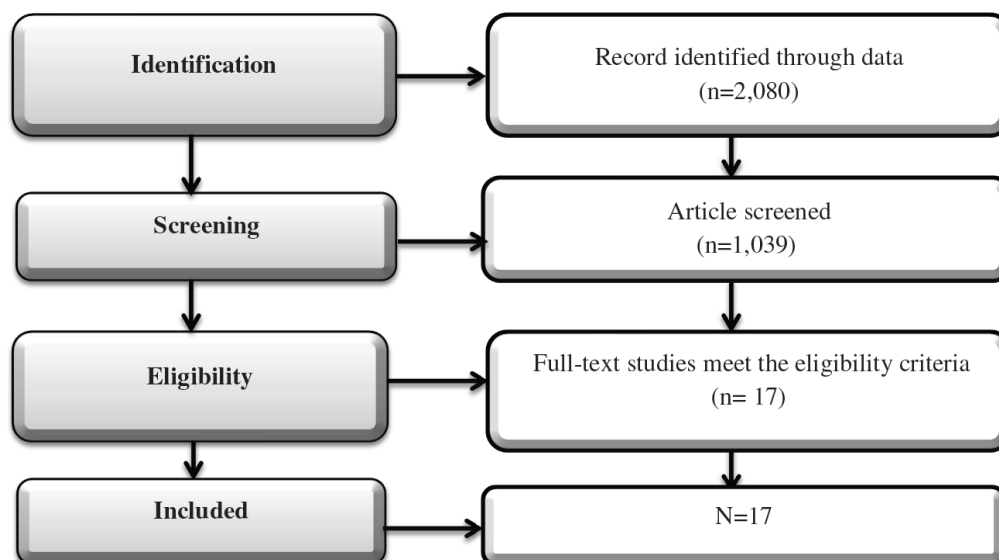 Identification
Record identified through data
(n=2,080)
Screening
Article screened
(n=1,039)
Eligibility
Full-text studies meet the eligibility criteria
(n= 17)
Included
N=17